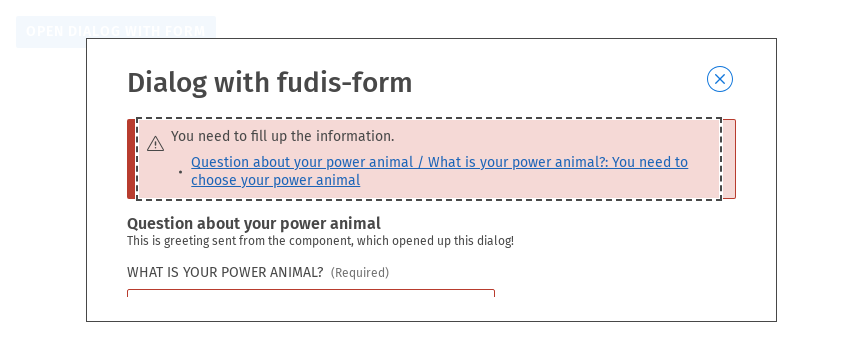 OPEN DIALOG WITH FORM
Dialog with fudis-form
You need to fill up the information.
Question about your power animal / What is your power animal?: You need to
choose your power animal
Question about your power animal
This is greeting sent from the component, which opened up this dialog!
WHAT IS YOUR POWER ANIMAL? (Required)